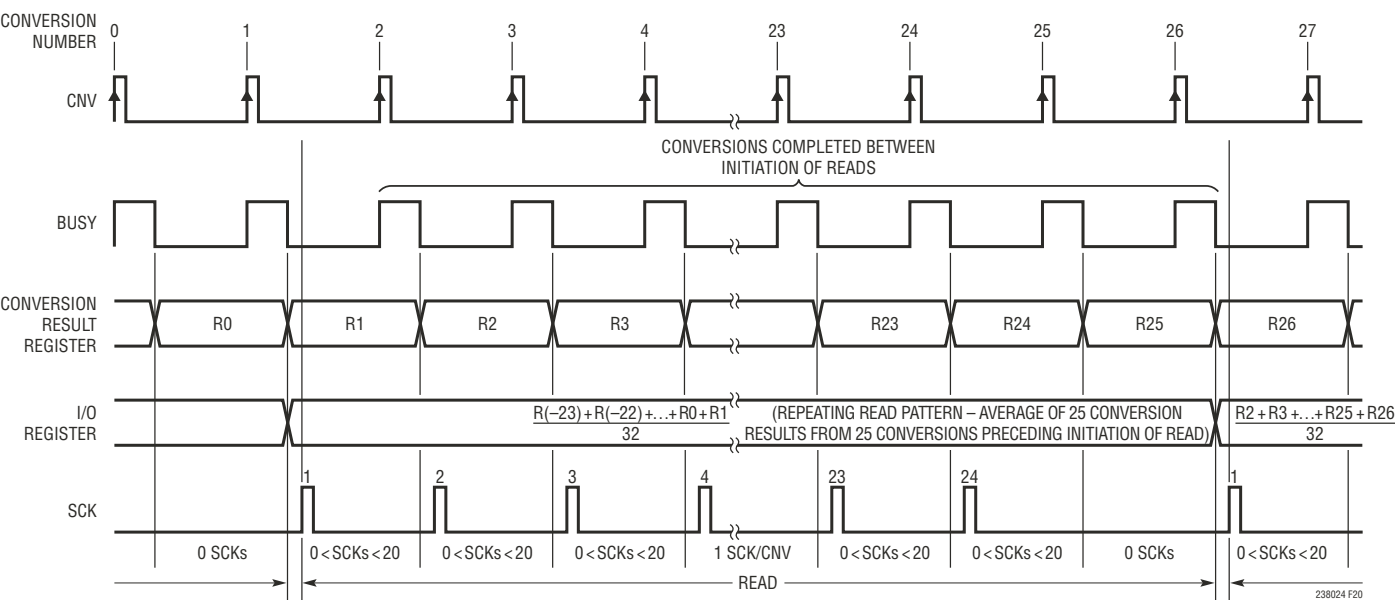 CONVERSION
NUMBER
0 1 2 3 4 23 24 25 26 27
CNV
CONVERSIONS COMPLETED BETWEEN
INITIATION OF READS
BUSY
CONVERSION
RESULT
REGISTER
R0 R1 R2 R3 R23 R24 R25 R26
I/O
REGISTER
R(–23) + R(–22) +…+ R0 + R1
32
(REPEATING READ PATTERN – AVERAGE OF 25 CONVERSION
RESULTS FROM 25 CONVERSIONS PRECEDING INITIATION OF READ)
R2 + R3 +…+ R25 + R26
32
1 2 3 4 23 24 1
SCK
0 SCKs 0 < SCKs < 20 0 < SCKs < 20 0 < SCKs < 20 1 SCK/CNV 0 < SCKs < 20 0 < SCKs < 20 0 SCKs 0 < SCKs < 20
READ
238024 F20